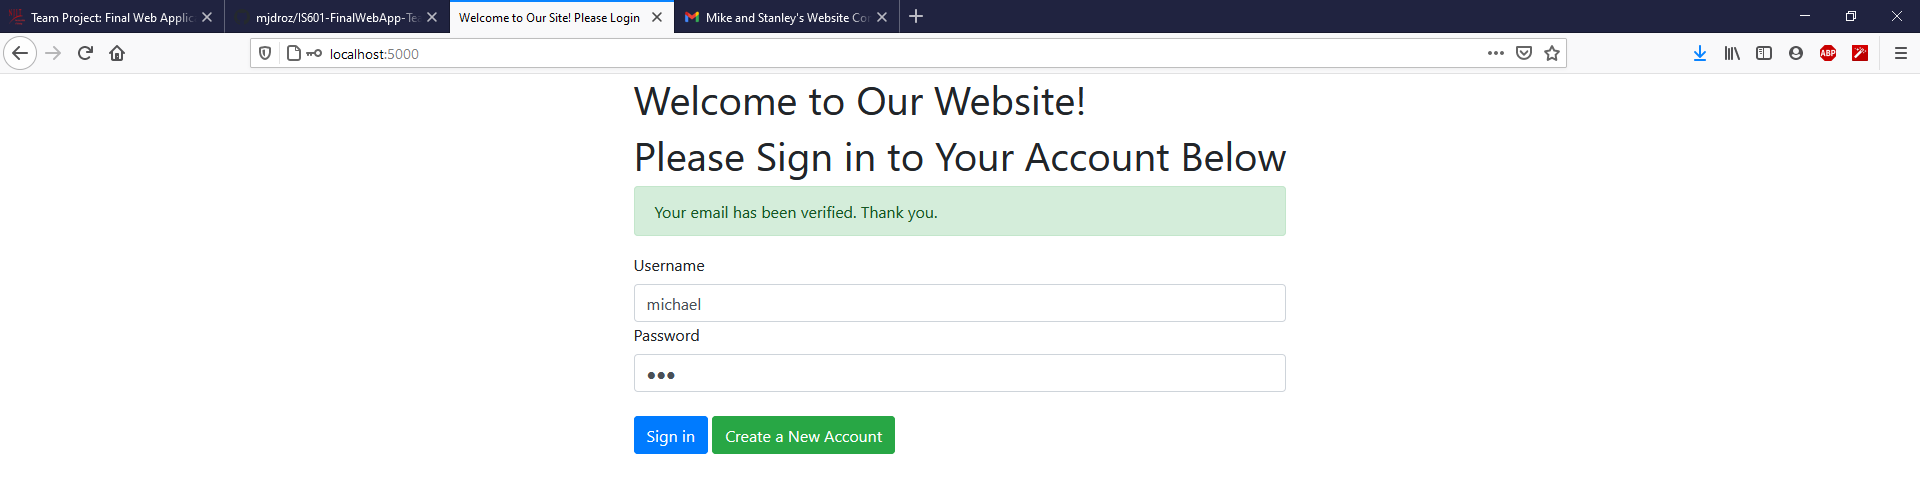 Team Project: Final Web Applic
mjdroz/IS601-FinalWebApp-Te
Welcome to Our Site! Please Login
Mike and Stanley's Website Co
localhost:5000
ABP
Welcome to Our Website!
Please Sign in to Your Account Below
Your email has been verified. Thank you.
Username
michael
Password
Sign in
Create a New Account